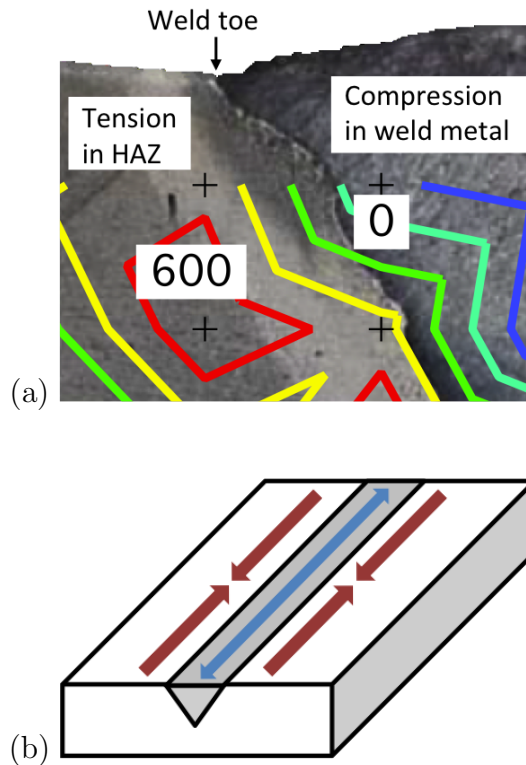 Weld toe
Tension
in HAZ
Compression
in weld metal
0
600
(a)
(b)